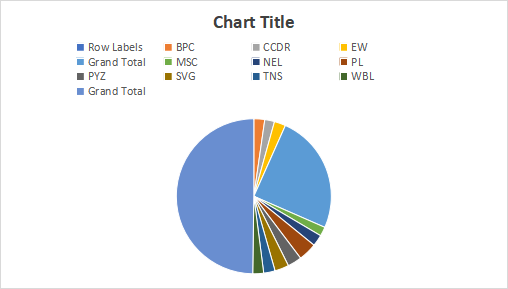 Chart Title
Row Labels BPC CCDR EW
Grand Total MSC NEL PL
PYZ SVG TNS WBL
Grand Total